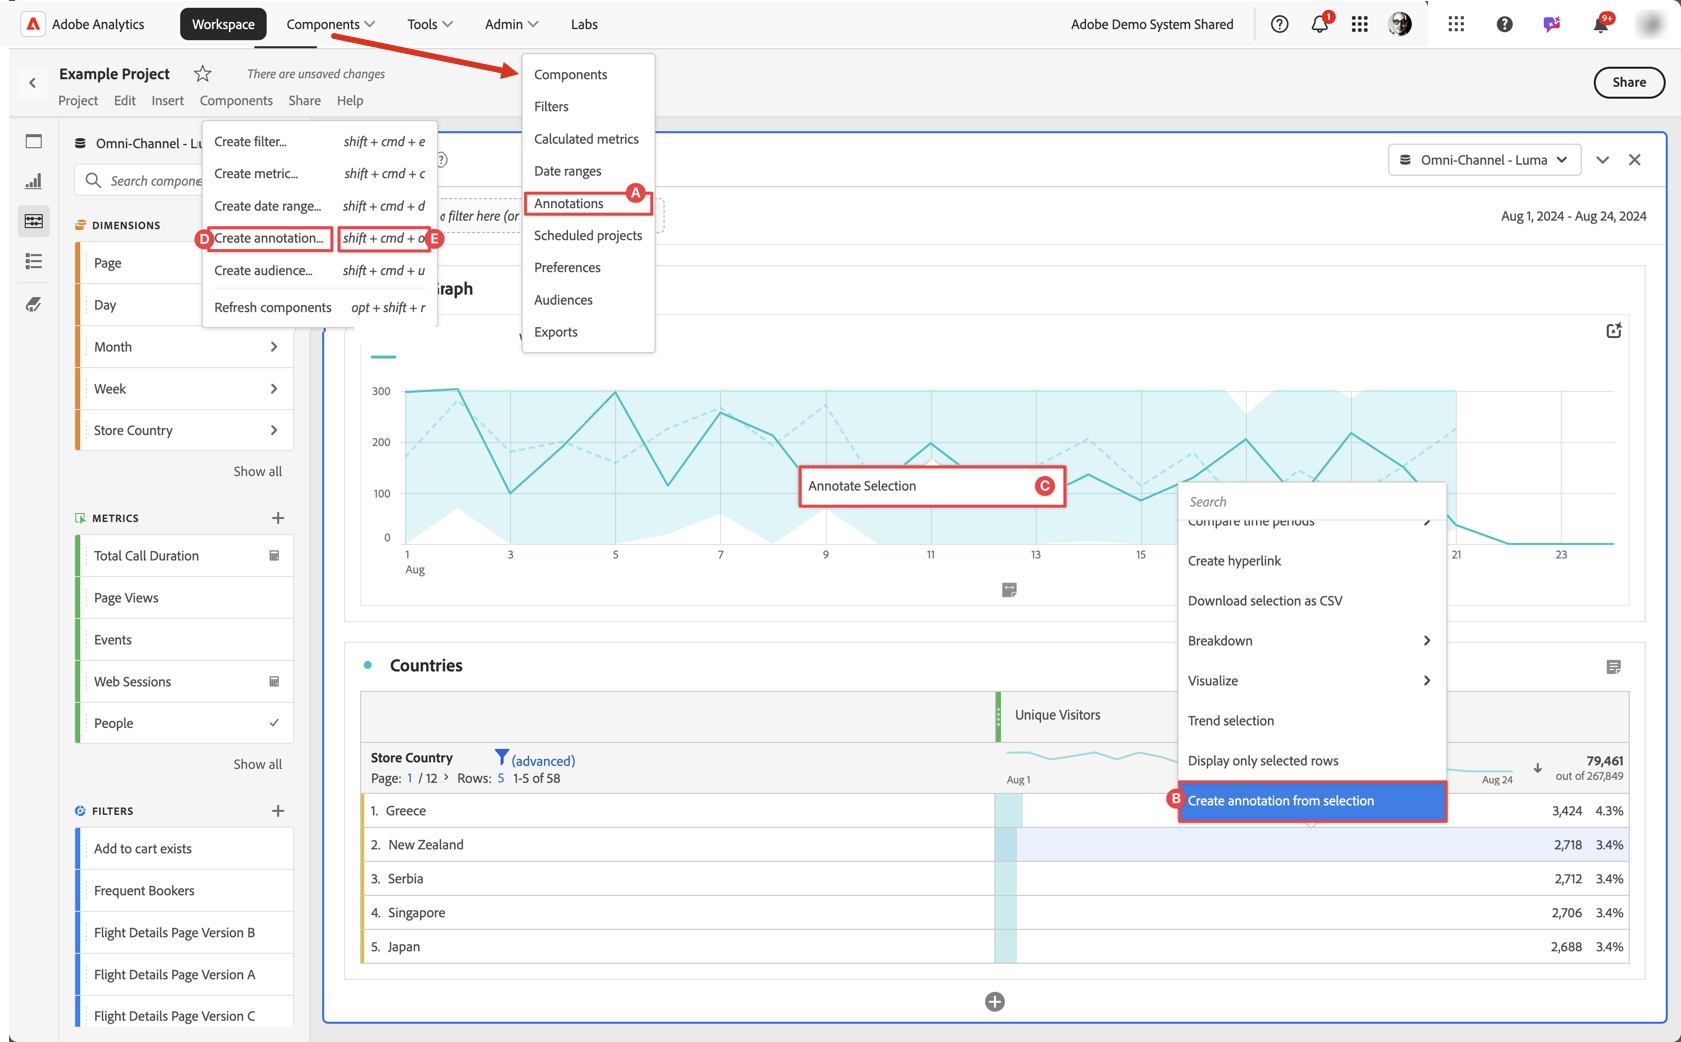 Adobe Analytics
Workspace
Components
Tools
Admin
Labs
Adobe Demo System Shared
1
9+
Example Project
There are unsaved changes
Project Edit Insert Components Share Help
Share
Components
Filters
Calculated metrics
Date ranges
Annotations
A
Scheduled projects
Preferences
Audiences
Exports
Create filter... shift + cmd + e
Create metric... shift + cmd + c
Create date range... shift + cmd + d
D Create annotation... shift + cmd + o E
Create audience... shift + cmd + u
Refresh components opt + shift + r
Omni-Channel - Lu
Search compone
DIMENSIONS
Page
Day
Month
Week
Store Country
Show all
METRICS
Total Call Duration
Page Views
Events
Web Sessions
People
Show all
FILTERS
Add to cart exists
Frequent Bookers
Flight Details Page Version B
Flight Details Page Version A
Flight Details Page Version C
Omni-Channel - Luma
a filter here (or
Aug 1, 2024 - Aug 24, 2024
raph
300
200
100
0
1 3 5 7 9 11 13 15 21 23
Aug
Annotate Selection C
Search
Compare time periods
Create hyperlink
Download selection as CSV
Breakdown
Visualize
Trend selection
Display only selected rows
B Create annotation from selection
Countries
Unique Visitors
Store Country (advanced)
Page: 1 / 12 > Rows: 5 1-5 of 58
Aug 1
Aug 24
79,461
out of 267,849
1. Greece 3,424 4.3%
2. New Zealand 2,718 3.4%
3. Serbia 2,712 3.4%
4. Singapore 2,706 3.4%
5. Japan 2,688 3.4%